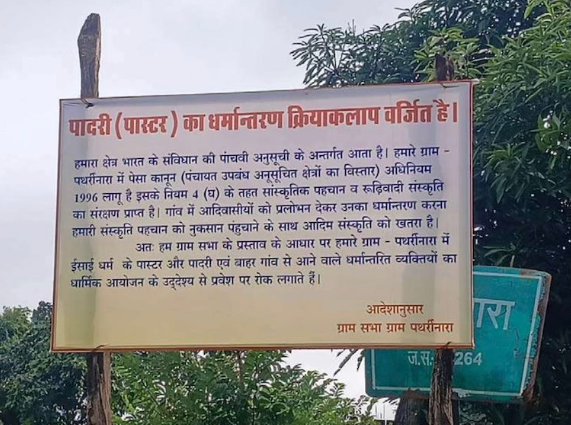 पादरी (पास्टर) का धर्मान्तरण क्रियाकलाप वर्जित है।
हमारा क्षेत्र भारत के संविधान की पांचवी अनुसूची के अन्तर्गत आता है। हमारे ग्राम -
पथर्रीनारा में पेसा कानून (पंचायत उपबंध अनुसूचित क्षेत्रों का विस्तार) अधिनियम
1996 लागू है इसके नियम 4 (घ) के तहत सांस्कृतिक पहचान व रूढ़िवादी संस्कृति
का संरक्षण प्राप्त है। गांव में आदिवासीयों को प्रलोभन देकर उनका धर्मान्तरण करना
हमारी संस्कृति पहचान को नुकसान पंहुचाने के साथ आदिम संस्कृति को खतरा है।
अतः हम ग्राम सभा के प्रस्ताव के आधार पर हमारे ग्राम - पथर्रीनारा में
ईसाई धर्म के पास्टर और पादरी एवं बाहर गांव से आने वाले धर्मान्तरित व्यक्तियों का
धार्मिक आयोजन के उद्देश्य से प्रवेश पर रोक लगाते हैं।
आदेशानुसार
ग्राम सभा ग्राम पथर्रीनारा
ज.स. 264